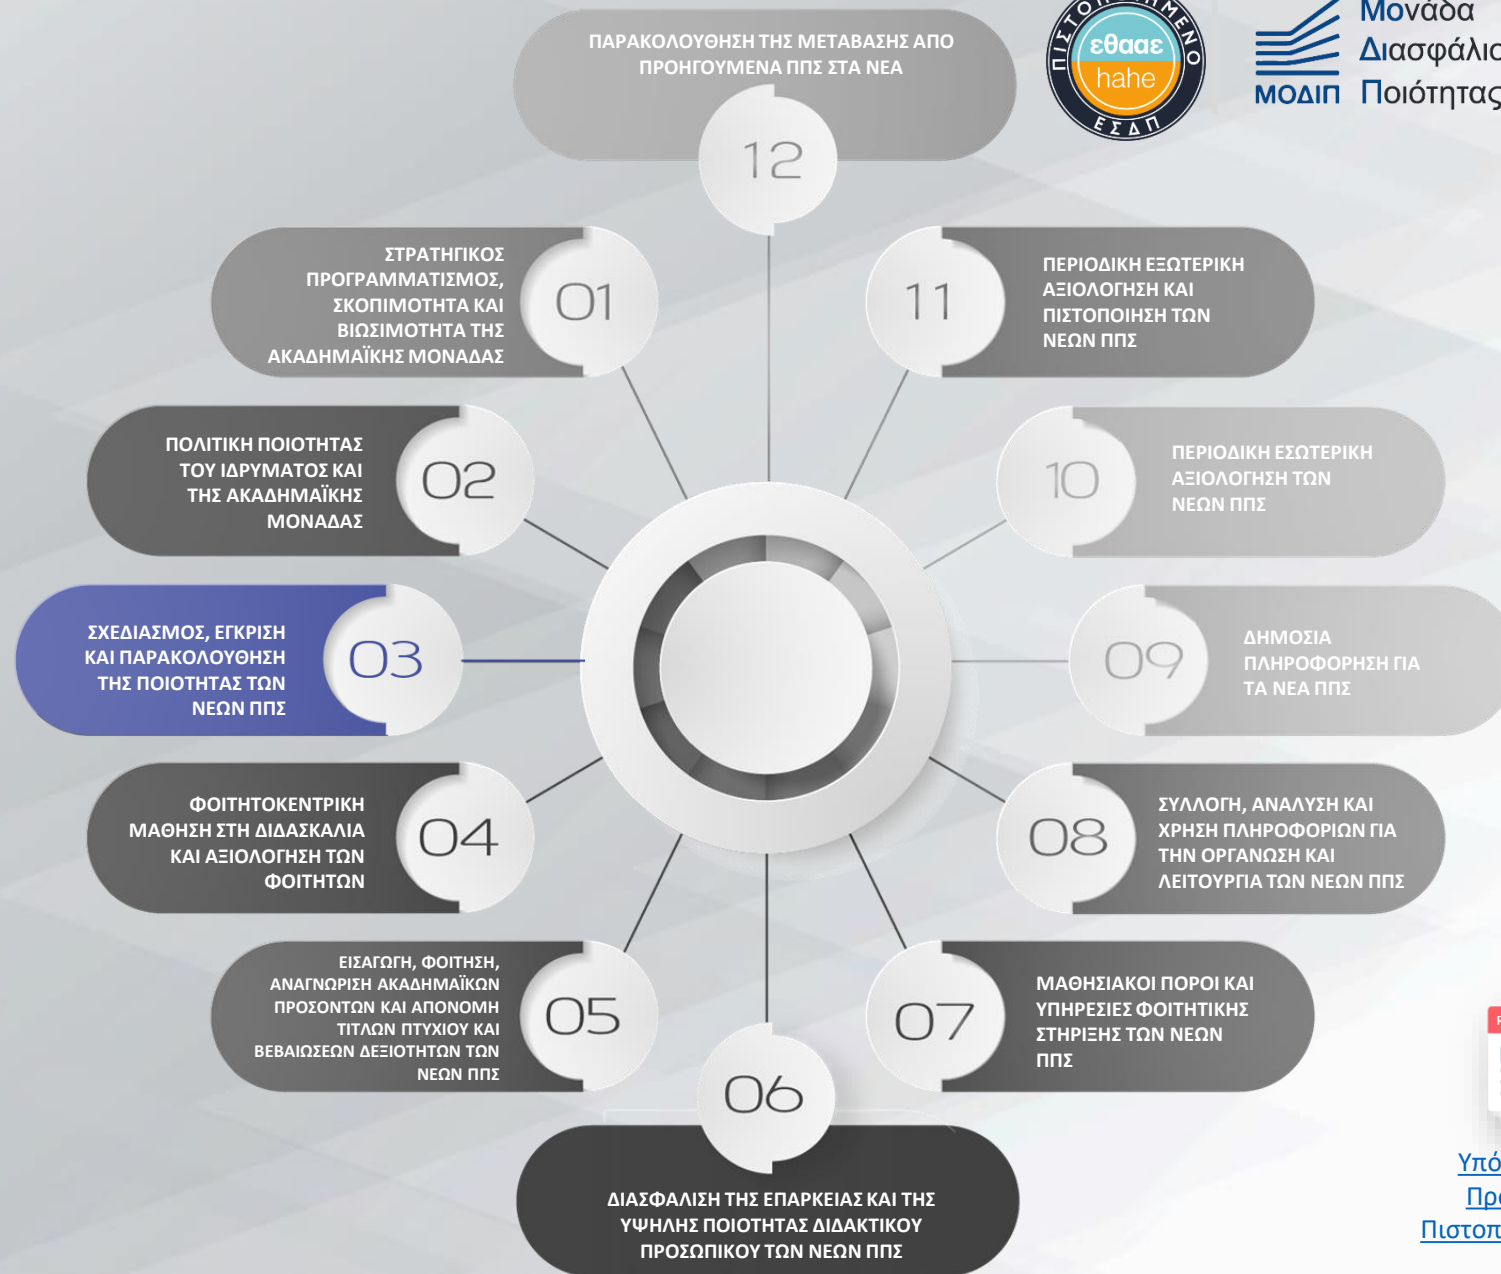 ΠΑΡΑΚΟΛΟΥΘΗΣΗ ΤΗΣ ΜΕΤΑΒΑΣΗΣ ΑΠΟ
ΠΡΟΗΓΟΥΜΕΝΑ ΠΠΣ ΣΤΑ ΝΕΑ
12
εθααε
hahe
ΕΣΔΠ
Μονάδα
ΜΟΔΙΠ Ποιότητας
ΣΤΡΑΤΗΓΙΚΟΣ
ΠΡΟΓΡΑΜΜΑΤΙΣΜΟΣ,
ΣΚΟΠΙΜΟΤΗΤΑ ΚΑΙ
ΒΙΩΣΙΜΟΤΗΤΑ ΤΗΣ
ΑΚΑΔΗΜΑΪΚΗΣ ΜΟΝΑΔΑΣ
01
11
ΠΕΡΙΟΔΙΚΗ ΕΞΩΤΕΡΙΚΗ
ΑΞΙΟΛΟΓΗΣΗ ΚΑΙ
ΠΙΣΤΟΠΟΙΗΣΗ ΤΩΝ
ΝΕΩΝ ΠΠΣ
ΠΟΛΙΤΙΚΗ ΠΟΙΟΤΗΤΑΣ
ΤΟΥ ΙΔΡΥΜΑΤΟΣ ΚΑΙ
ΤΗΣ ΑΚΑΔΗΜΑΪΚΗΣ
ΜΟΝΑΔΑΣ
02
10
ΠΕΡΙΟΔΙΚΗ ΕΣΩΤΕΡΙΚΗ
ΑΞΙΟΛΟΓΗΣΗ ΤΩΝ
ΝΕΩΝ ΠΠΣ
ΣΧΕΔΙΑΣΜΟΣ, ΕΓΚΡΙΣΗ
ΚΑΙ ΠΑΡΑΚΟΛΟΥΘΗΣΗ
ΤΗΣ ΠΟΙΟΤΗΤΑΣ ΤΩΝ
ΝΕΩΝ ΠΠΣ
03
09
ΔΗΜΟΣΙΑ
ΠΛΗΡΟΦΟΡΗΣΗ ΓΙΑ
ΤΑ ΝΕΑ ΠΠΣ
ΦΟΙΤΗΤΟΚΕΝΤΡΙΚΗ
ΜΑΘΗΣΗ ΣΤΗ ΔΙΔΑΣΚΑΛΙΑ
ΚΑΙ ΑΞΙΟΛΟΓΗΣΗ ΤΩΝ
ΦΟΙΤΗΤΩΝ
04
08
ΣΥΛΛΟΓΗ, ΑΝΑΛΥΣΗ ΚΑΙ
ΧΡΗΣΗ ΠΛΗΡΟΦΟΡΙΩΝ ΓΙΑ
ΤΗΝ ΟΡΓΑΝΩΣΗ ΚΑΙ
ΛΕΙΤΟΥΡΓΙΑ ΤΩΝ ΝΕΩΝ ΠΠΣ
ΕΙΣΑΓΩΓΗ, ΦΟΙΤΗΣΗ,
ΑΝΑΓΝΩΡΙΣΗ ΑΚΑΔΗΜΑΪΚΩΝ
ΠΡΟΣΟΝΤΩΝ ΚΑΙ ΑΠΟΝΟΜΗ
ΤΙΤΛΩΝ ΠΤΥΧΙΟΥ ΚΑΙ
ΒΕΒΑΙΩΣΕΩΝ ΔΕΞΙΟΤΗΤΩΝ ΤΩΝ
ΝΕΩΝ ΠΠΣ
05
07
ΜΑΘΗΣΙΑΚΟΙ ΠΟΡΟΙ ΚΑΙ
ΥΠΗΡΕΣΙΕΣ ΦΟΙΤΗΤΙΚΗΣ
ΣΤΗΡΙΞΗΣ ΤΩΝ ΝΕΩΝ
ΠΠΣ
06
ΔΙΑΣΦΑΛΙΣΗ ΤΗΣ ΕΠΑΡΚΕΙΑΣ ΚΑΙ ΤΗΣ
ΥΨΗΛΗΣ ΠΟΙΟΤΗΤΑΣ ΔΙΔΑΚΤΙΚΟΥ
ΠΡΟΣΩΠΙΚΟΥ ΤΩΝ ΝΕΩΝ ΠΠΣ